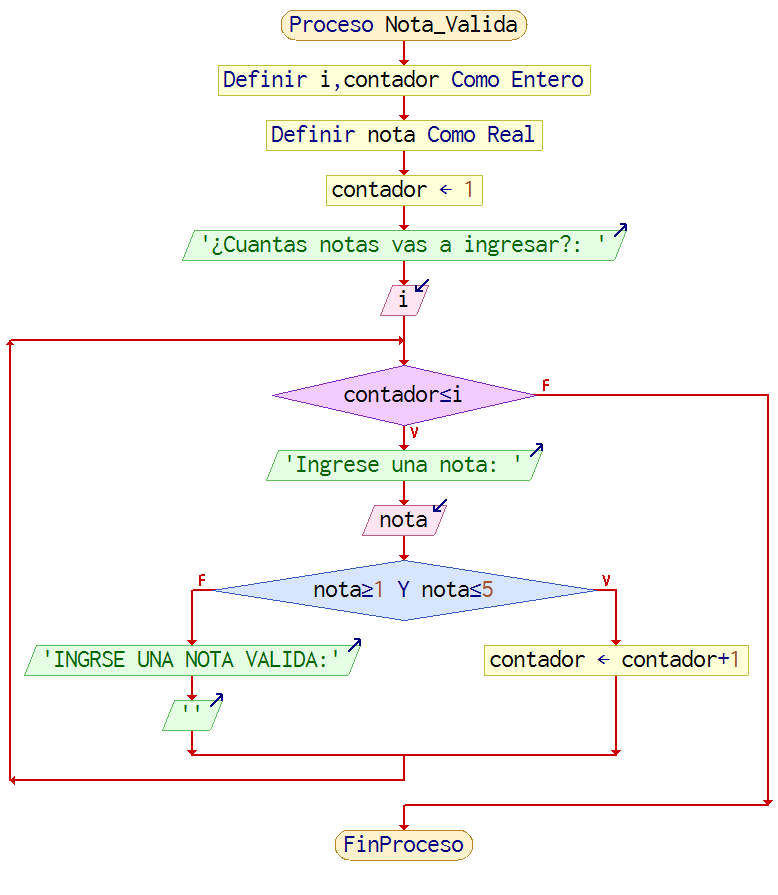 Proceso Nota_Valida
Definir i,contador Como Entero
Definir nota Como Real
contador ← 1
'¿Cuantas notas vas a ingresar?: '
i
contador≤i
F
V
'Ingrese una nota: '
nota
nota≥1 Y nota≤5
F
V
'INGRSE UNA NOTA VALIDA:'
contador ← contador+1
''
FinProceso